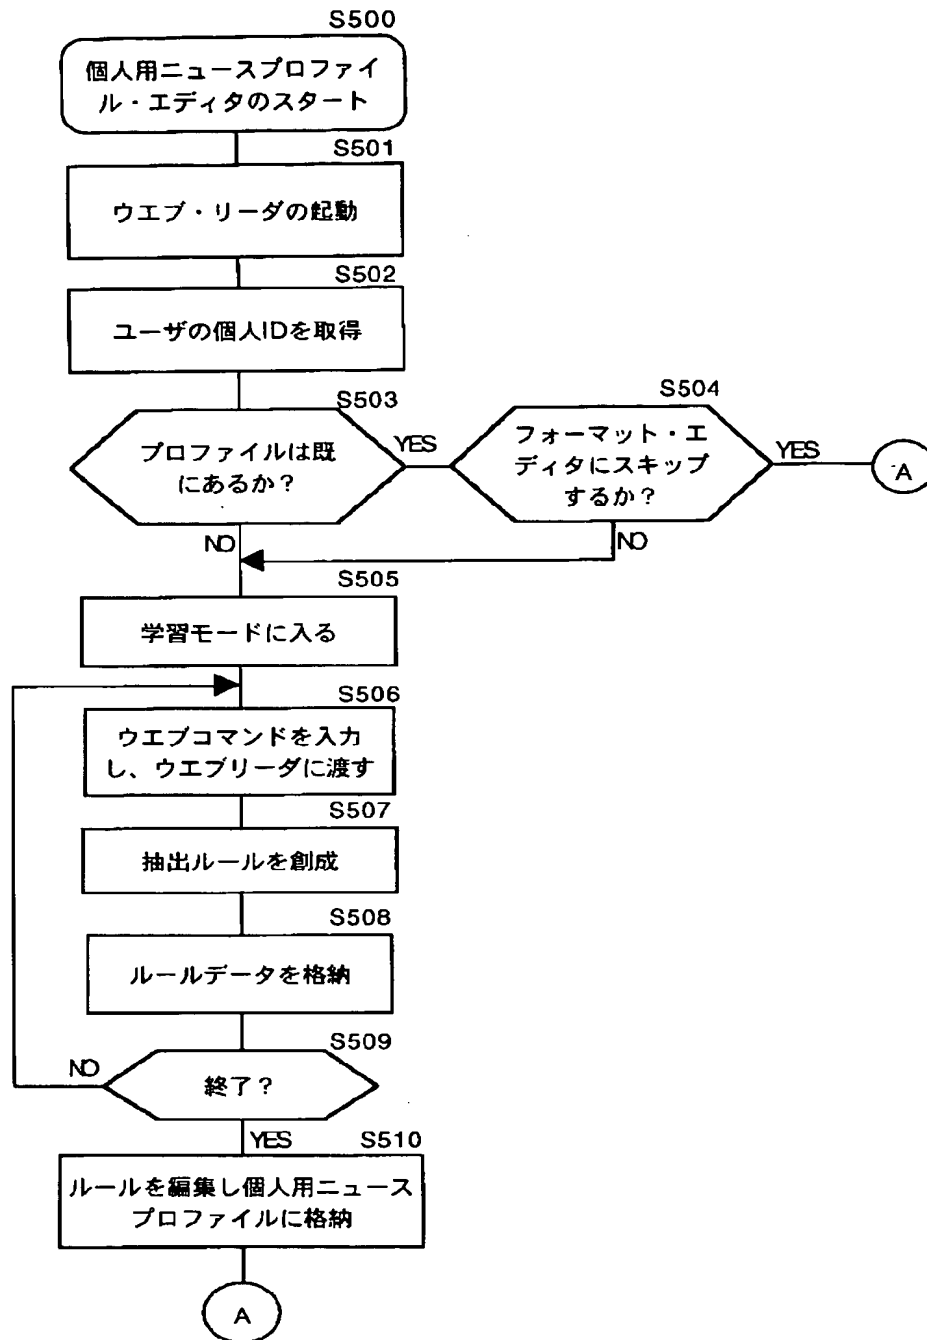 S500
個人用ニュースプロファイ
ル・エディタのスタート
S501
ウエブ・リーダの起動
S502
ユーザの個人IDを取得
S503
プロファイルは既
にあるか？
YES
NO
S504
フォーマット・エ
ディタにスキップ
するか？
YES
A
NO
S505
学習モードに入る
S506
ウエブコマンドを入力
し、ウエブリーダに渡す
S507
抽出ルールを創成
S508
ルールデータを格納
S509
終了？
NO
YES
S510
ルールを編集し個人用ニュース
プロファイルに格納
A